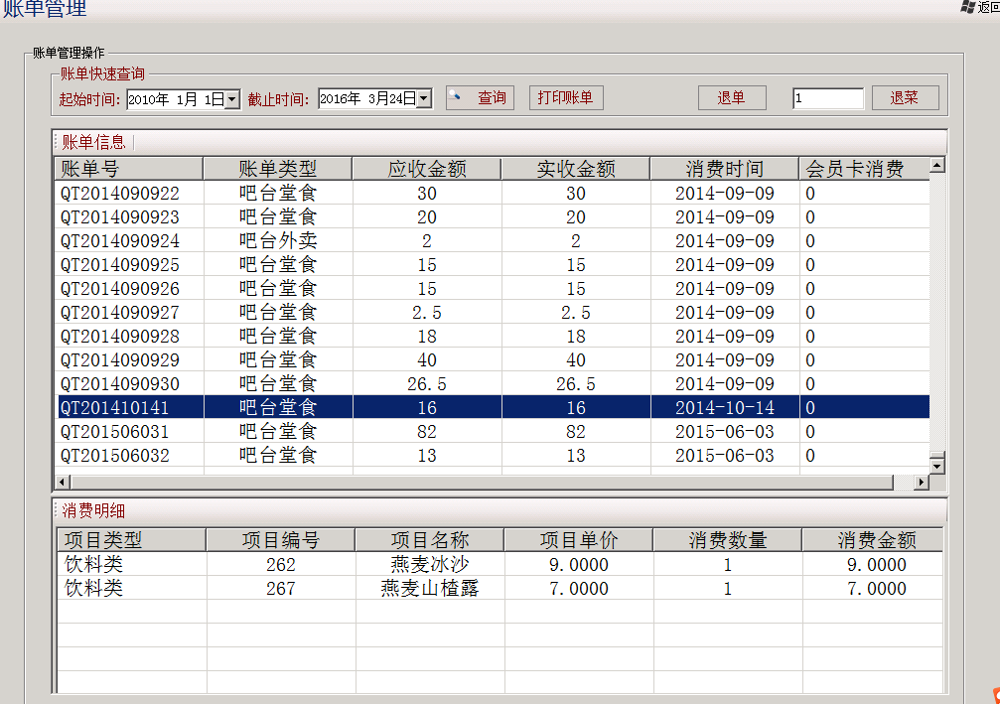 账单管理
返回
账单管理操作
账单快速查询
起始时间: 2010年 1月 1日 截止时间: 2016年 3月24日 查询 打印账单 退单 1 退菜
账单信息
账单号 账单类型 应收金额 实收金额 消费时间 会员卡消费
QT2014090922 吧台堂食 30 30 2014-09-09 0
QT2014090923 吧台堂食 20 20 2014-09-09 0
QT2014090924 吧台外卖 2 2 2014-09-09 0
QT2014090925 吧台堂食 15 15 2014-09-09 0
QT2014090926 吧台堂食 15 15 2014-09-09 0
QT2014090927 吧台堂食 2.5 2.5 2014-09-09 0
QT2014090928 吧台堂食 18 18 2014-09-09 0
QT2014090929 吧台堂食 40 40 2014-09-09 0
QT2014090930 吧台堂食 26.5 26.5 2014-09-09 0
QT201410141 吧台堂食 16 16 2014-10-14 0
QT201506031 吧台堂食 82 82 2015-06-03 0
QT201506032 吧台堂食 13 13 2015-06-03 0
消费明细
项目类型 项目编号 项目名称 项目单价 消费数量 消费金额
饮料类 262 燕麦冰沙 9.0000 1 9.0000
饮料类 267 燕麦山楂露 7.0000 1 7.0000